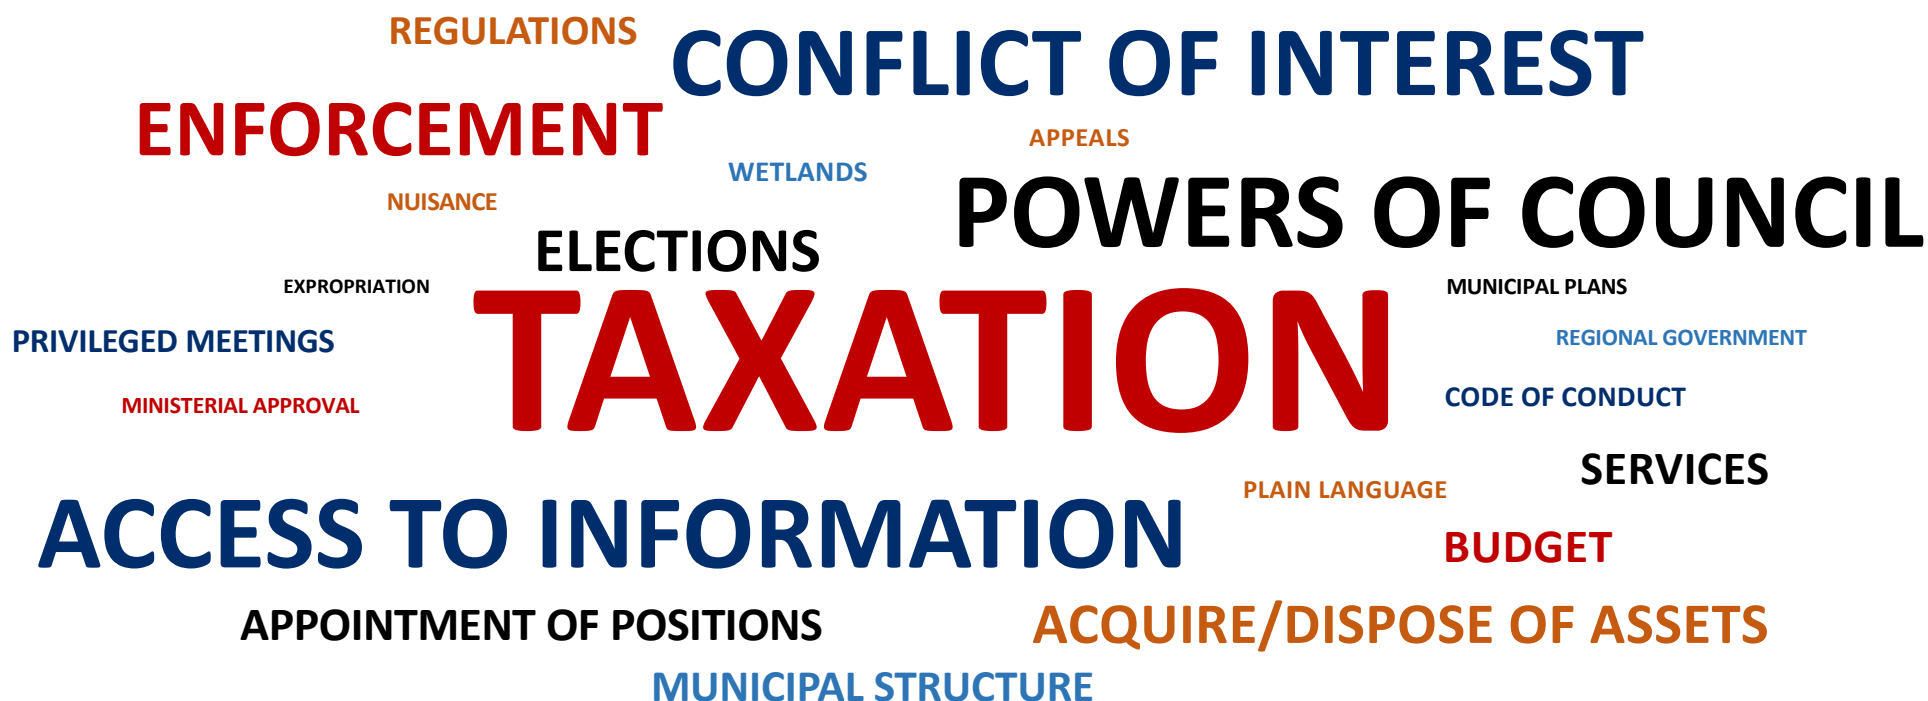 REGULATIONS
CONFLICT OF INTEREST
ENFORCEMENT
APPEALS
WETLANDS
NUISANCE
POWERS OF COUNCIL
ELECTIONS
EXPROPRIATION
TAXATION
MUNICIPAL PLANS
PRIVILEGED MEETINGS
REGIONAL GOVERNMENT
MINISTERIAL APPROVAL
CODE OF CONDUCT
SERVICES
PLAIN LANGUAGE
ACCESS TO INFORMATION
BUDGET
APPOINTMENT OF POSITIONS
ACQUIRE/DISPOSE OF ASSETS
MUNICIPAL STRUCTURE